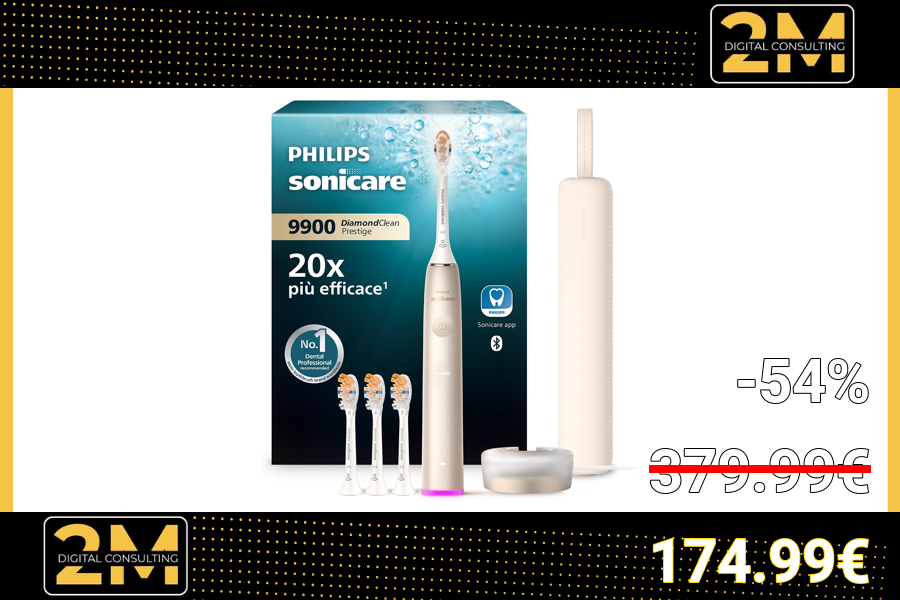 2M
DIGITAL CONSULTING
PHILIPS
sonicare
9900 DiamondClean
Prestige
20x
più efficace¹
No.1
Dental
Professional
recommended
PHILIPS
Sonicare app
sonicare
-54%
379.99€
2M
DIGITAL CONSULTING
174.99€